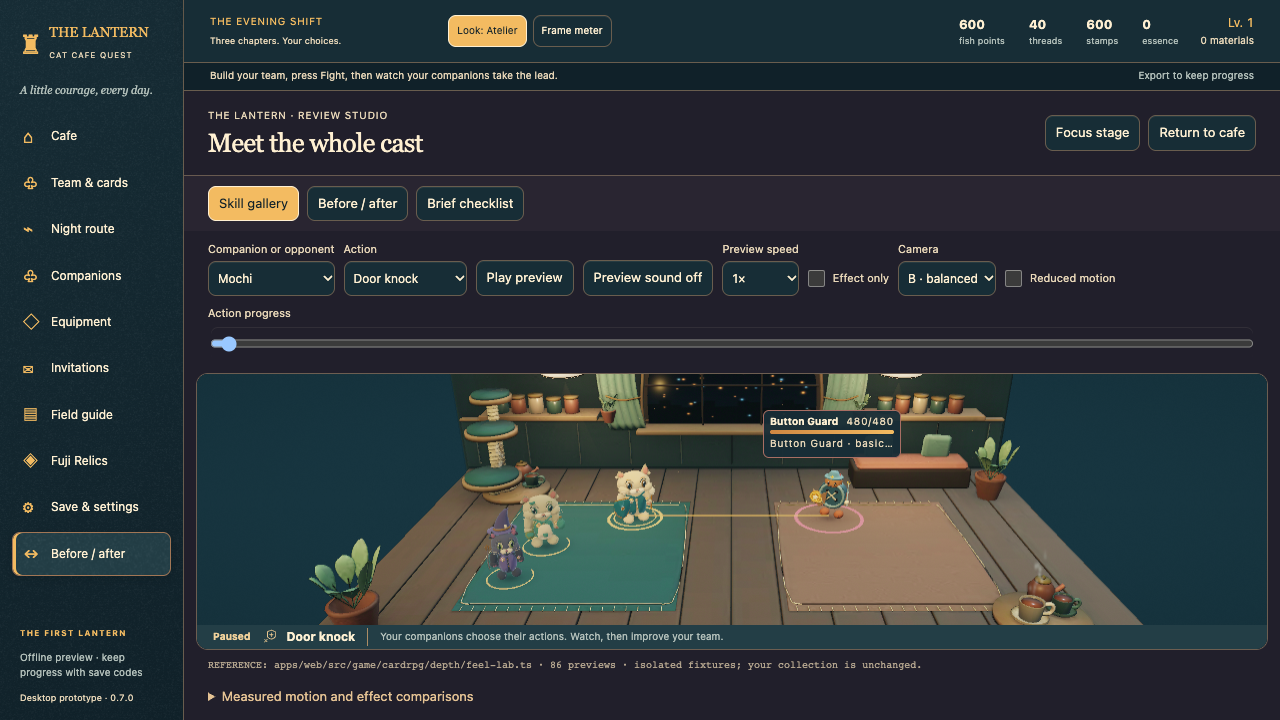 THE LANTERN
CAT CAFE QUEST
A little courage, every day.
Cafe
Team & cards
Night route
Companions
Equipment
Invitations
Field guide
Fuji Relics
Save & settings
Before / after
THE FIRST LANTERN
Offline preview · keep
progress with save codes
Desktop prototype · 0.7.0
THE EVENING SHIFT
Three chapters. Your choices.
Look: Atelier
Frame meter
600
fish points
40
threads
600
stamps
0
essence
Lv. 1
0 materials
Build your team, press Fight, then watch your companions take the lead.
Export to keep progress
THE LANTERN · REVIEW STUDIO
Meet the whole cast
Focus stage
Return to cafe
Skill gallery
Before / after
Brief checklist
Companion or opponent
Action
Preview speed
Camera
Mochi
Door knock
Play preview
Preview sound off
1x
Effect only
B · balanced
Reduced motion
Action progress
Button Guard 480/480
Button Guard · basic…
Paused
Door knock
Your companions choose their actions. Watch, then improve your team.
REFERENCE: apps/web/src/game/cardrpg/depth/feel-lab.ts · 86 previews · isolated fixtures; your collection is unchanged.
Measured motion and effect comparisons